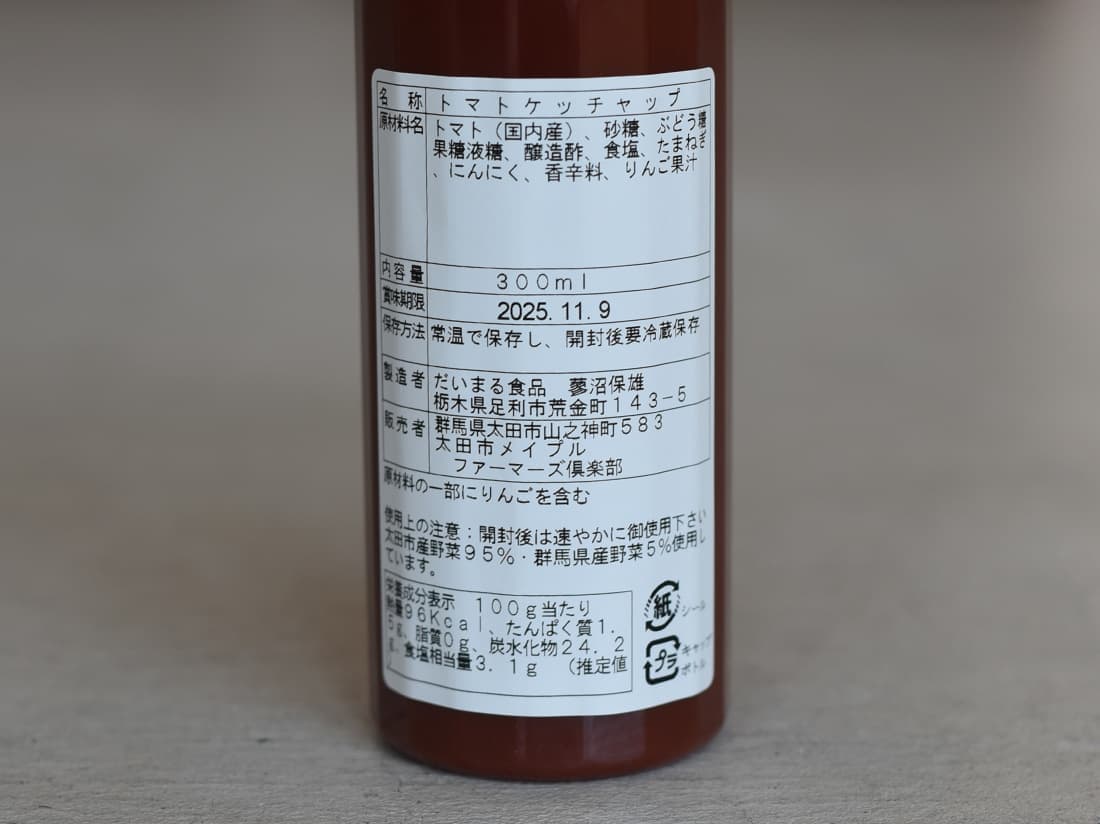 名称 トマトケッチャップ
原材料名 トマト（国内産）、砂糖、ぶどう糖
果糖液糖、醸造酢、食塩、たまねぎ
、にんにく、香辛料、りんご果汁
内容量 300ml
賞味期限 2025.11.9
保存方法 常温で保存し、開封後要冷蔵保存
製造者 だいまる食品 蓼沼保雄
栃木県足利市荒金町143-5
販売者 群馬県太田市山之神町583
太田市メイプル
ファーマーズ倶楽部
原材料の一部にりんごを含む
使用上の注意：開封後は速やかに御使用下さい
太田市産野菜95%・群馬県産野菜5%使用し
ています。
栄養成分表示 100g当たり
熱量96Kcal、たんぱく質1.
5g、脂質0g、炭水化物24.2
g、食塩相当量3.1g （推定値
紙 シール
プラ キャップ
ボトル